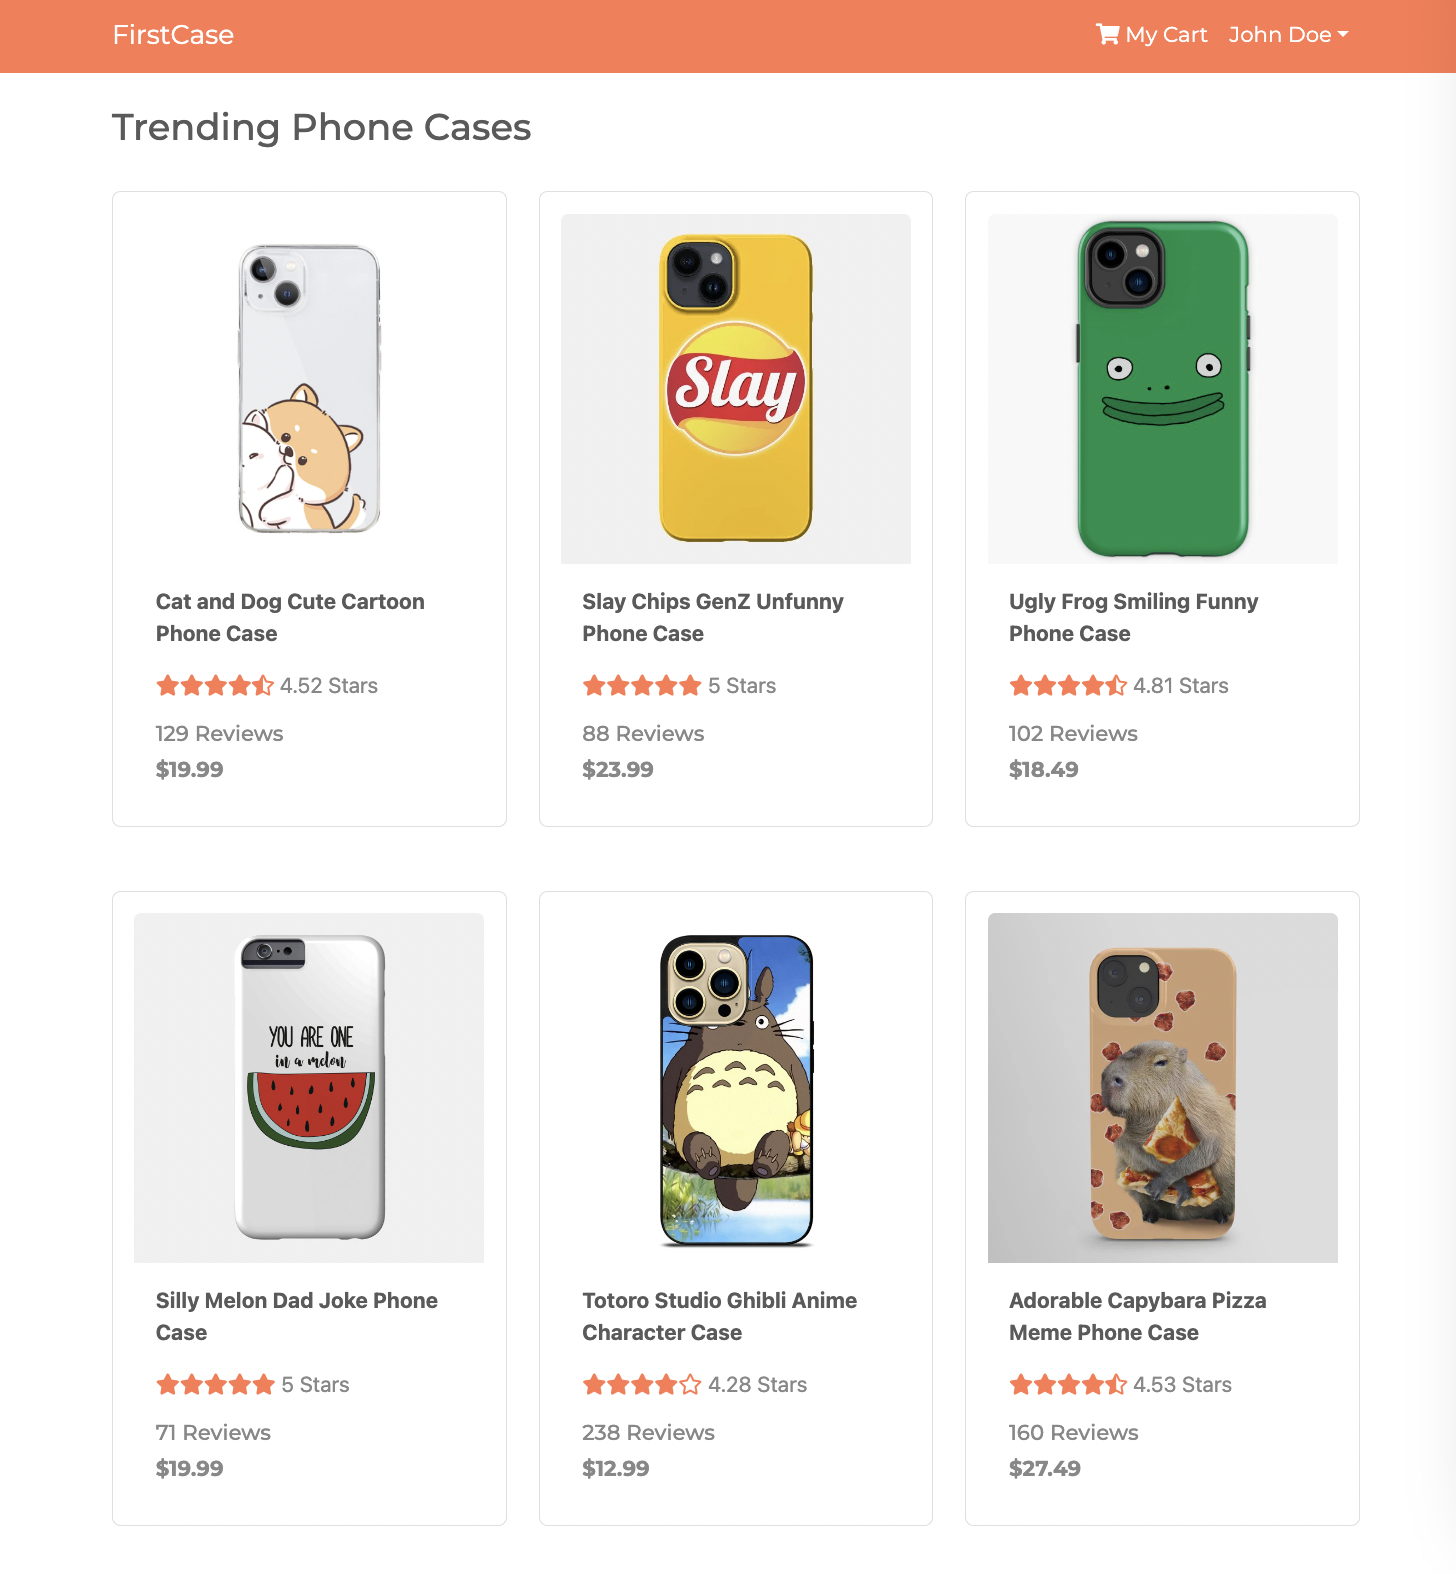 FirstCase
My Cart
John Doe
Trending Phone Cases
Slay
Cat and Dog Cute Cartoon
Phone Case
4.52 Stars
129 Reviews
$19.99
Slay Chips GenZ Unfunny
Phone Case
5 Stars
88 Reviews
$23.99
Ugly Frog Smiling Funny
Phone Case
4.81 Stars
102 Reviews
$18.49
YOU ARE ONE
in a melon
Silly Melon Dad Joke Phone
Case
5 Stars
71 Reviews
$19.99
Totoro Studio Ghibli Anime
Character Case
4.28 Stars
238 Reviews
$12.99
Adorable Capybara Pizza
Meme Phone Case
4.53 Stars
160 Reviews
$27.49